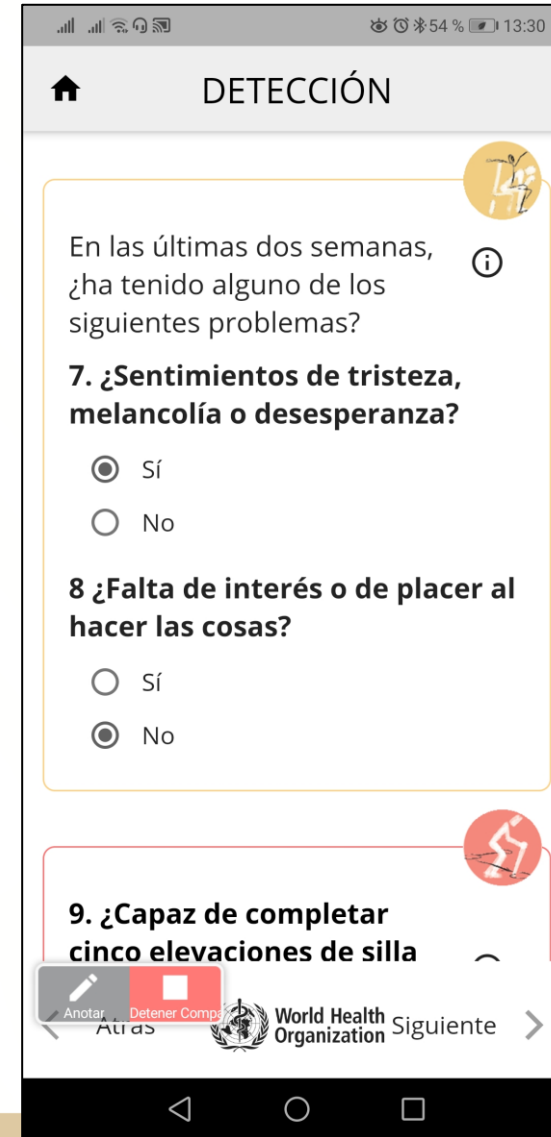 54 % 13:30
DETECCIÓN
En las últimas dos semanas,
¿ha tenido alguno de los
siguientes problemas?
7. ¿Sentimientos de tristeza,
melancolía o desesperanza?
Sí
No
8 ¿Falta de interés o de placer al
hacer las cosas?
Sí
No
9. ¿Capaz de completar
cinco elevaciones de silla
Anotar Detener Compa
Atrás World Health Organization Siguiente